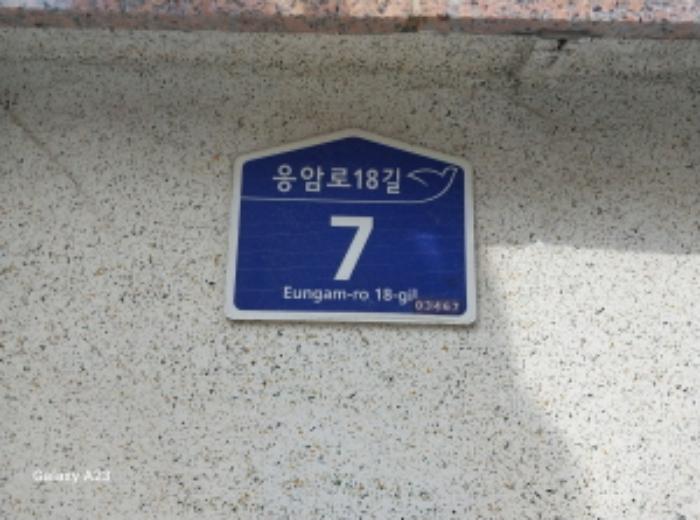 응암로18길
7
Eungam-ro 18-gil
03467
Galaxy A23